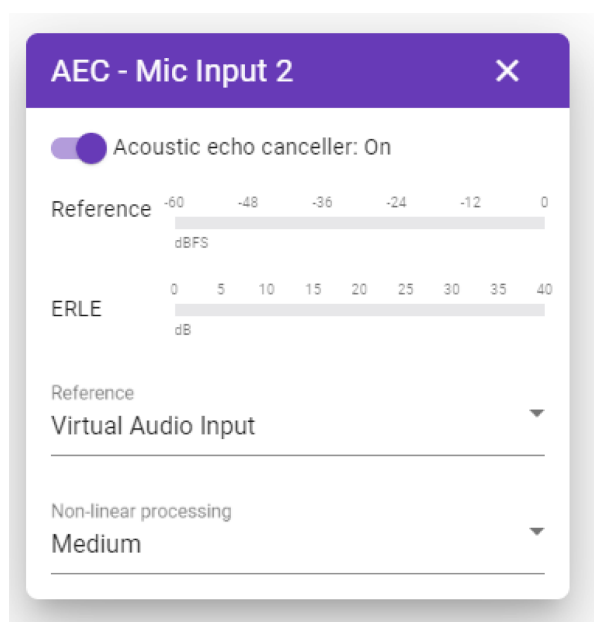 AEC - Mic Input 2
Acoustic echo canceller: On
Reference -60 -48 -36 -24 -12 0
dBFS
0 5 10 15 20 25 30 35 40
ERLE
dB
Reference
Virtual Audio Input
Non-linear processing
Medium